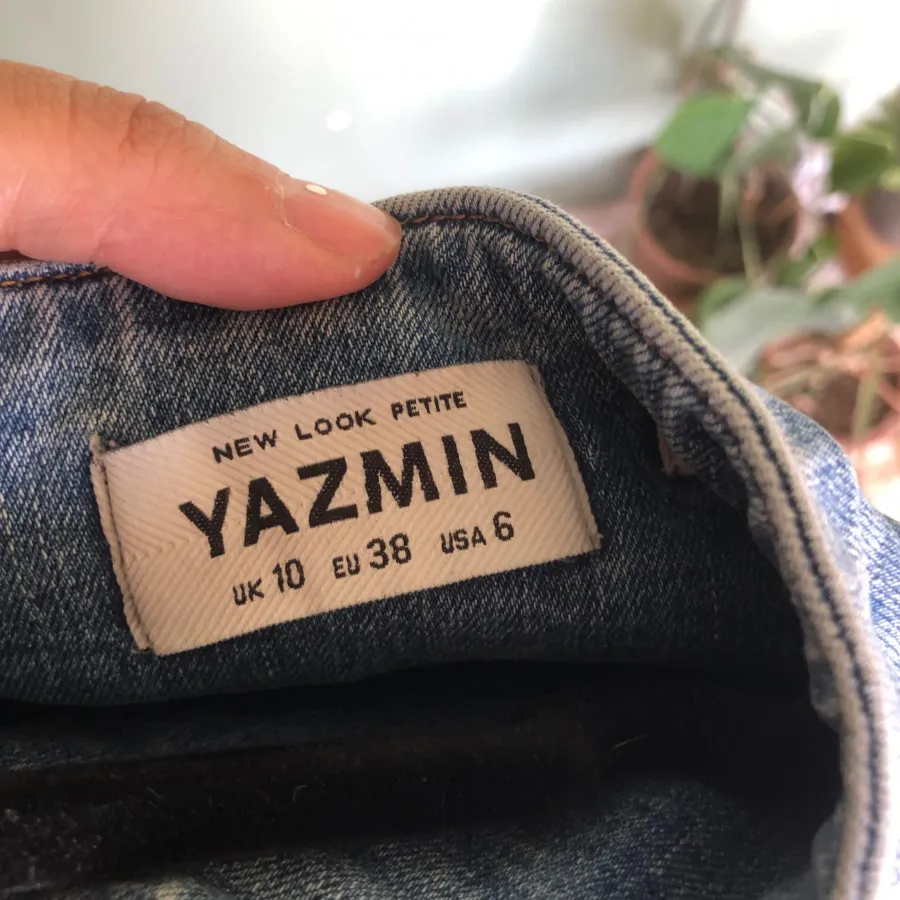 NEW LOOK PETITE
YAZMIN
UK 10 EU 38 USA 6